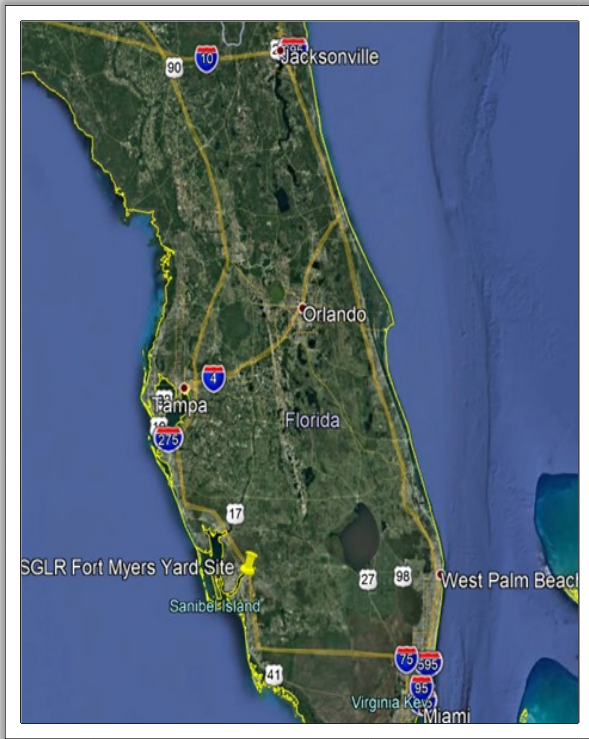 Jacksonville
10
90
Orlando
4
Tampa
275
Florida
17
SGLR Fort Myers Yard Site
27
98
West Palm Beach
Sanibel Island
75
595
41
95
Virginia Key
Miami